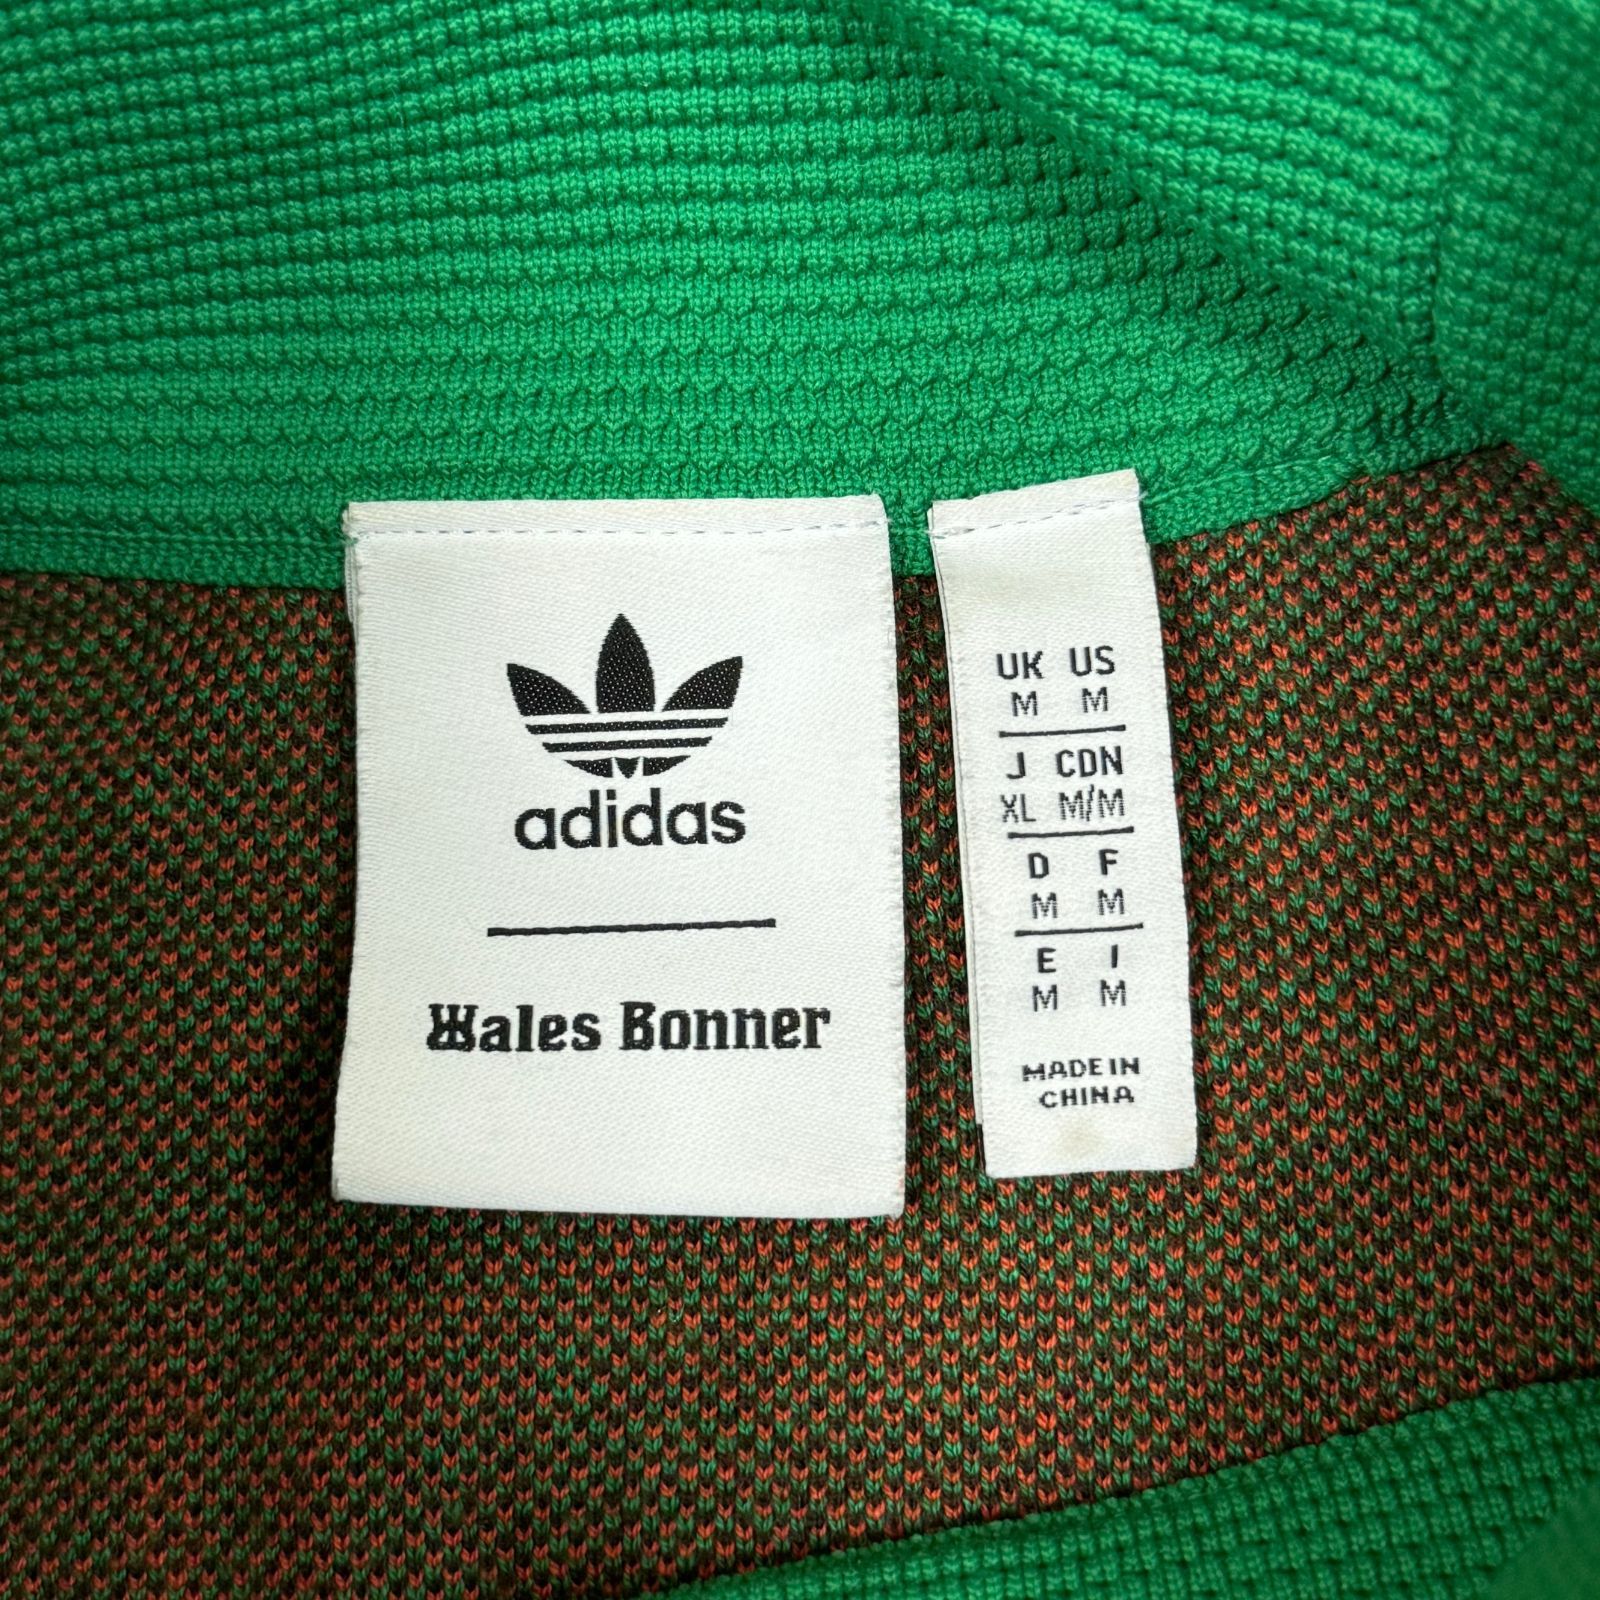 adidas
Wales Bonner
UK US
M M
J CDN
XL M/M
D F
M M
E I
M M
MADE IN
CHINA